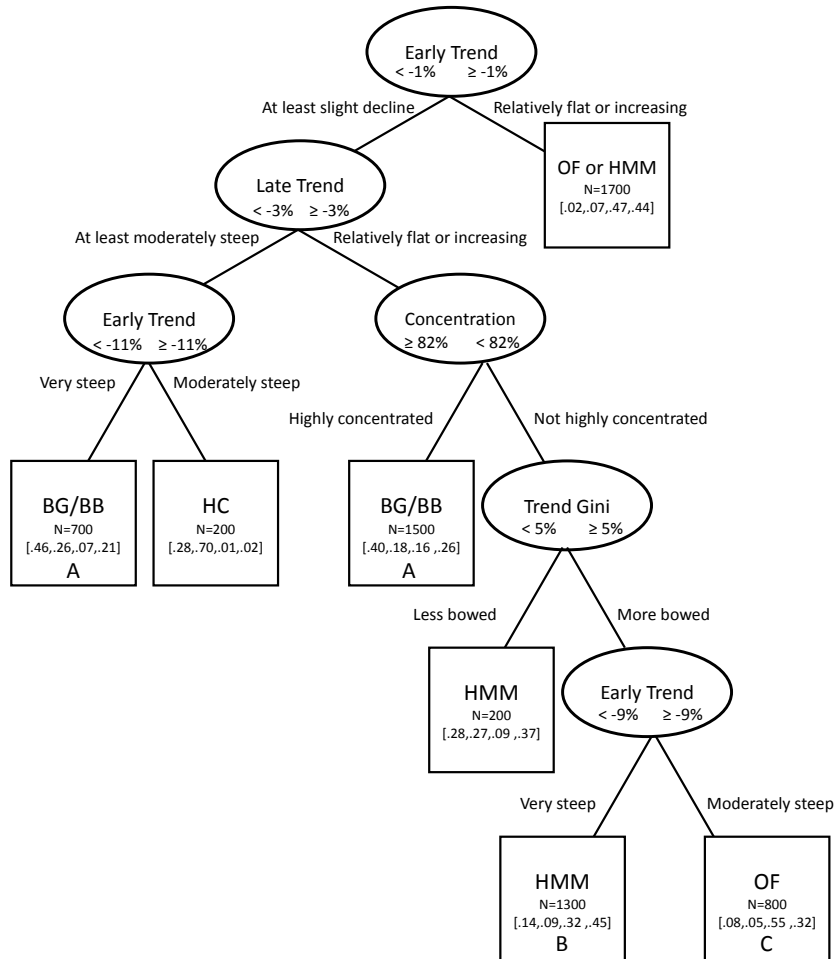 Early Trend
< -1% ≥ -1%
At least slight decline
Relatively flat or increasing
OF or HMM
N=1700
[.02,.07,.47,.44]
Late Trend
< -3% ≥ -3%
At least moderately steep
Relatively flat or increasing
Early Trend
< -11% ≥ -11%
Concentration
≥ 82% < 82%
Very steep
Moderately steep
Highly concentrated
Not highly concentrated
BG/BB
N=700
[.46,.26,.07,.21]
A
HC
N=200
[.28,.70,.01,.02]
BG/BB
N=1500
[.40,.18,.16 ,.26]
A
Trend Gini
< 5% ≥ 5%
Less bowed
More bowed
HMM
N=200
[.28,.27,.09 ,.37]
Early Trend
< -9% ≥ -9%
Very steep
Moderately steep
HMM
N=1300
[.14,.09,.32 ,.45]
B
OF
N=800
[.08,.05,.55 ,.32]
C